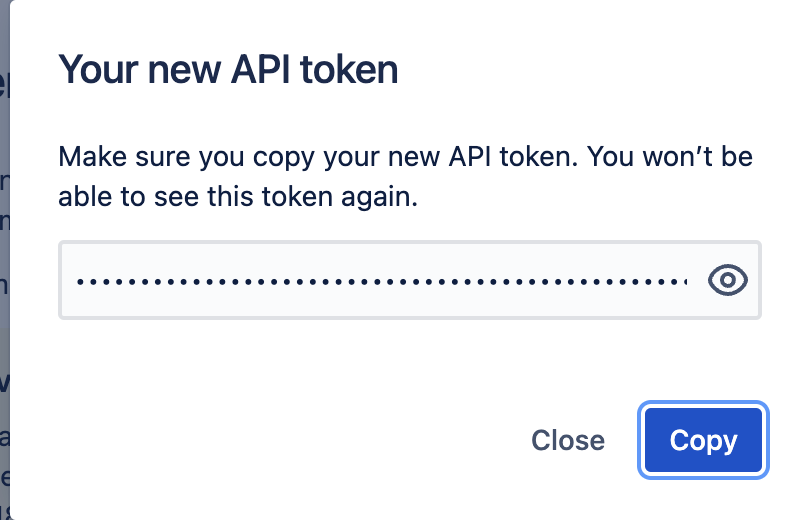 Your new API token
Make sure you copy your new API token. You won’t be
able to see this token again.
Close
Copy